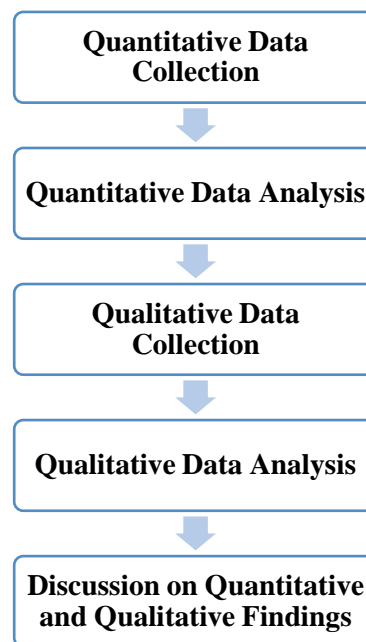 Quantitative Data
Collection
Quantitative Data Analysis
Qualitative Data
Collection
Qualitative Data Analysis
Discussion on Quantitative
and Qualitative Findings